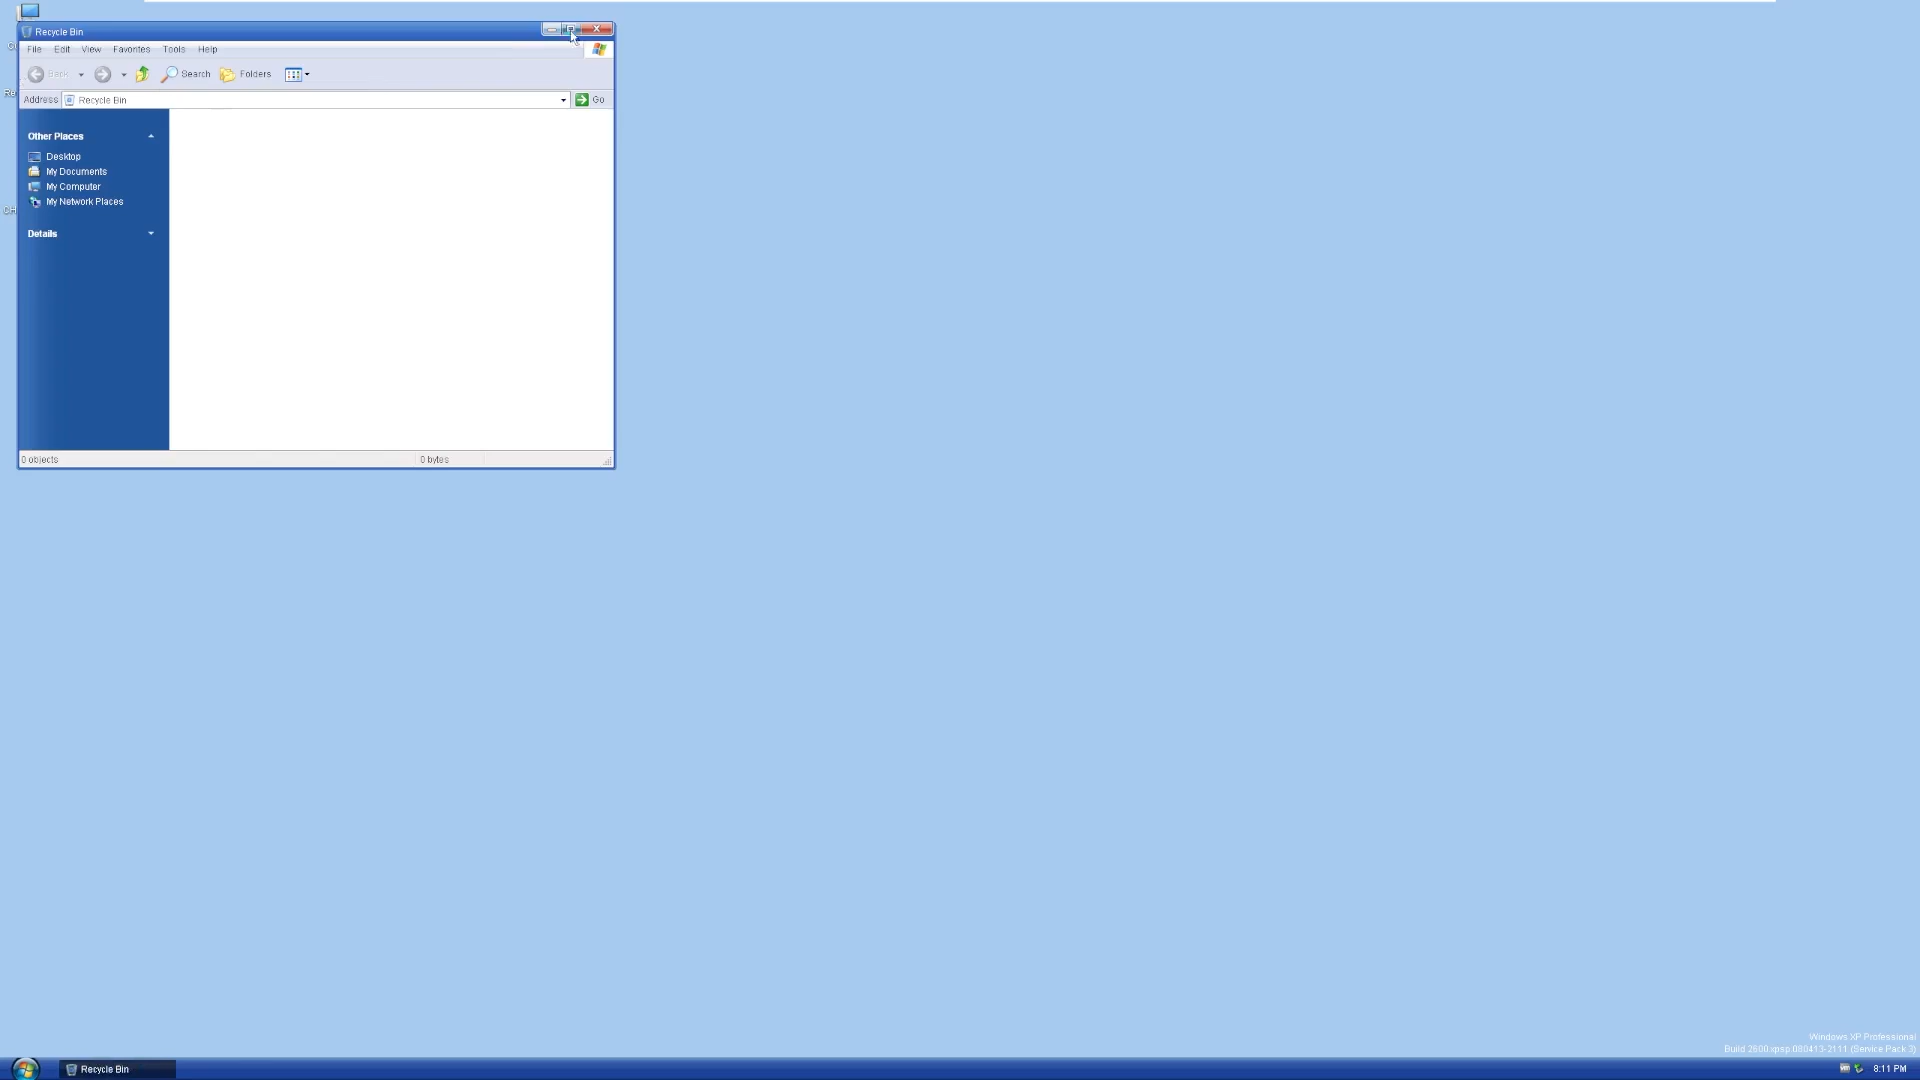 Recycle Bin
File Edit View Favorites Tools Help
Back Search Folders
Address Recycle Bin Go
Other Places
Desktop
My Documents
My Computer
My Network Places
Details
0 objects 0 bytes
Windows XP Professional
Build 2600.xpsp.080413-2111 (Service Pack 3)
Recycle Bin 8:11 PM